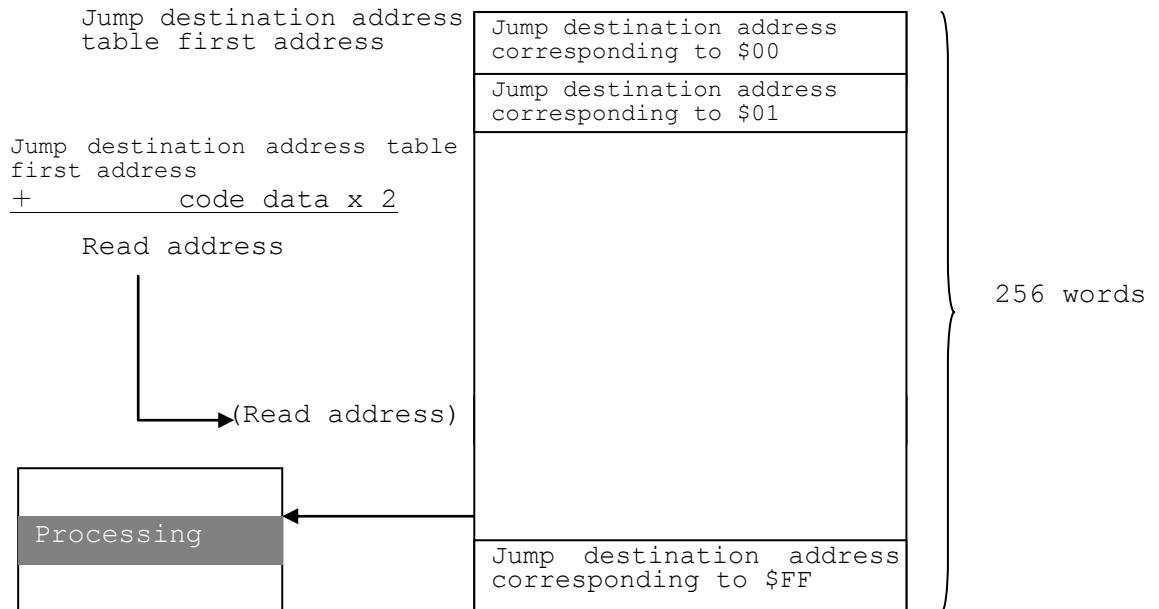 Jump destination address
table first address
Jump destination address
corresponding to $00
Jump destination address
corresponding to $01
Jump destination address table
first address
+ code data x 2
Read address
256 words
(Read address)
Processing
Jump destination address
corresponding to $FF